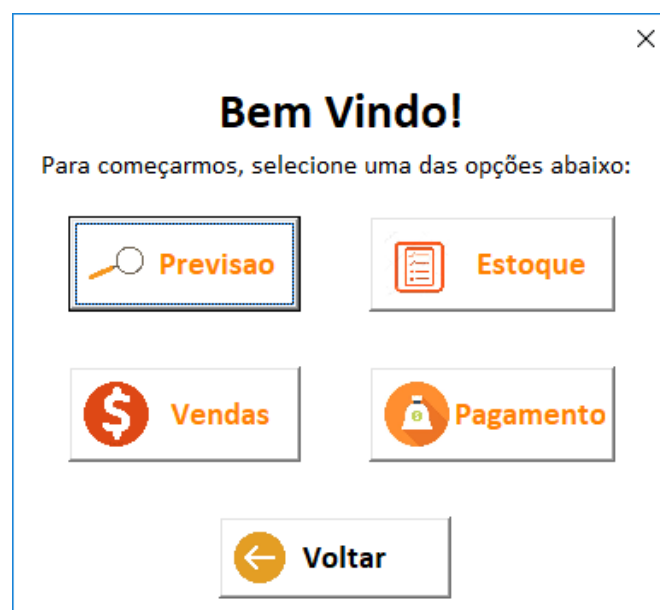 Bem Vindo!
Para começarmos, selecione uma das opções abaixo:
Previsao
Estoque
Vendas
Pagamento
Voltar